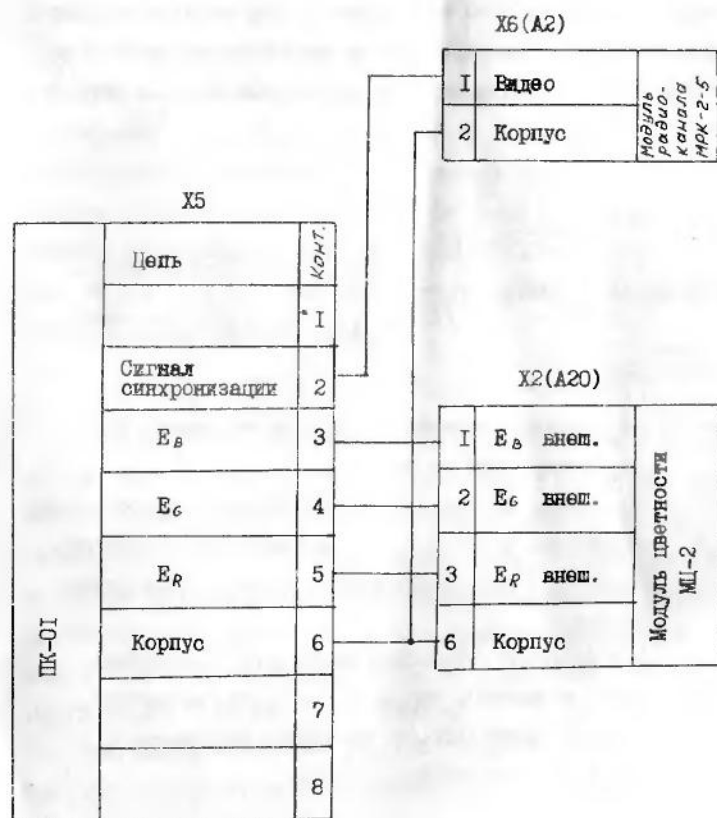 X6(A2)
I Видео
2 Корпус
Модуль
радио-
канала
МРК-2-5
X5
Цепь
Конт.
I
Сигнал
синхронизации 2
E_B 3
E_G 4
E_R 5
Корпус 6
7
8
ПК-01
X2(A20)
I E_B внеш.
2 E_G внеш.
3 E_R внеш.
6 Корпус
Модуль цветности
МЦ-2